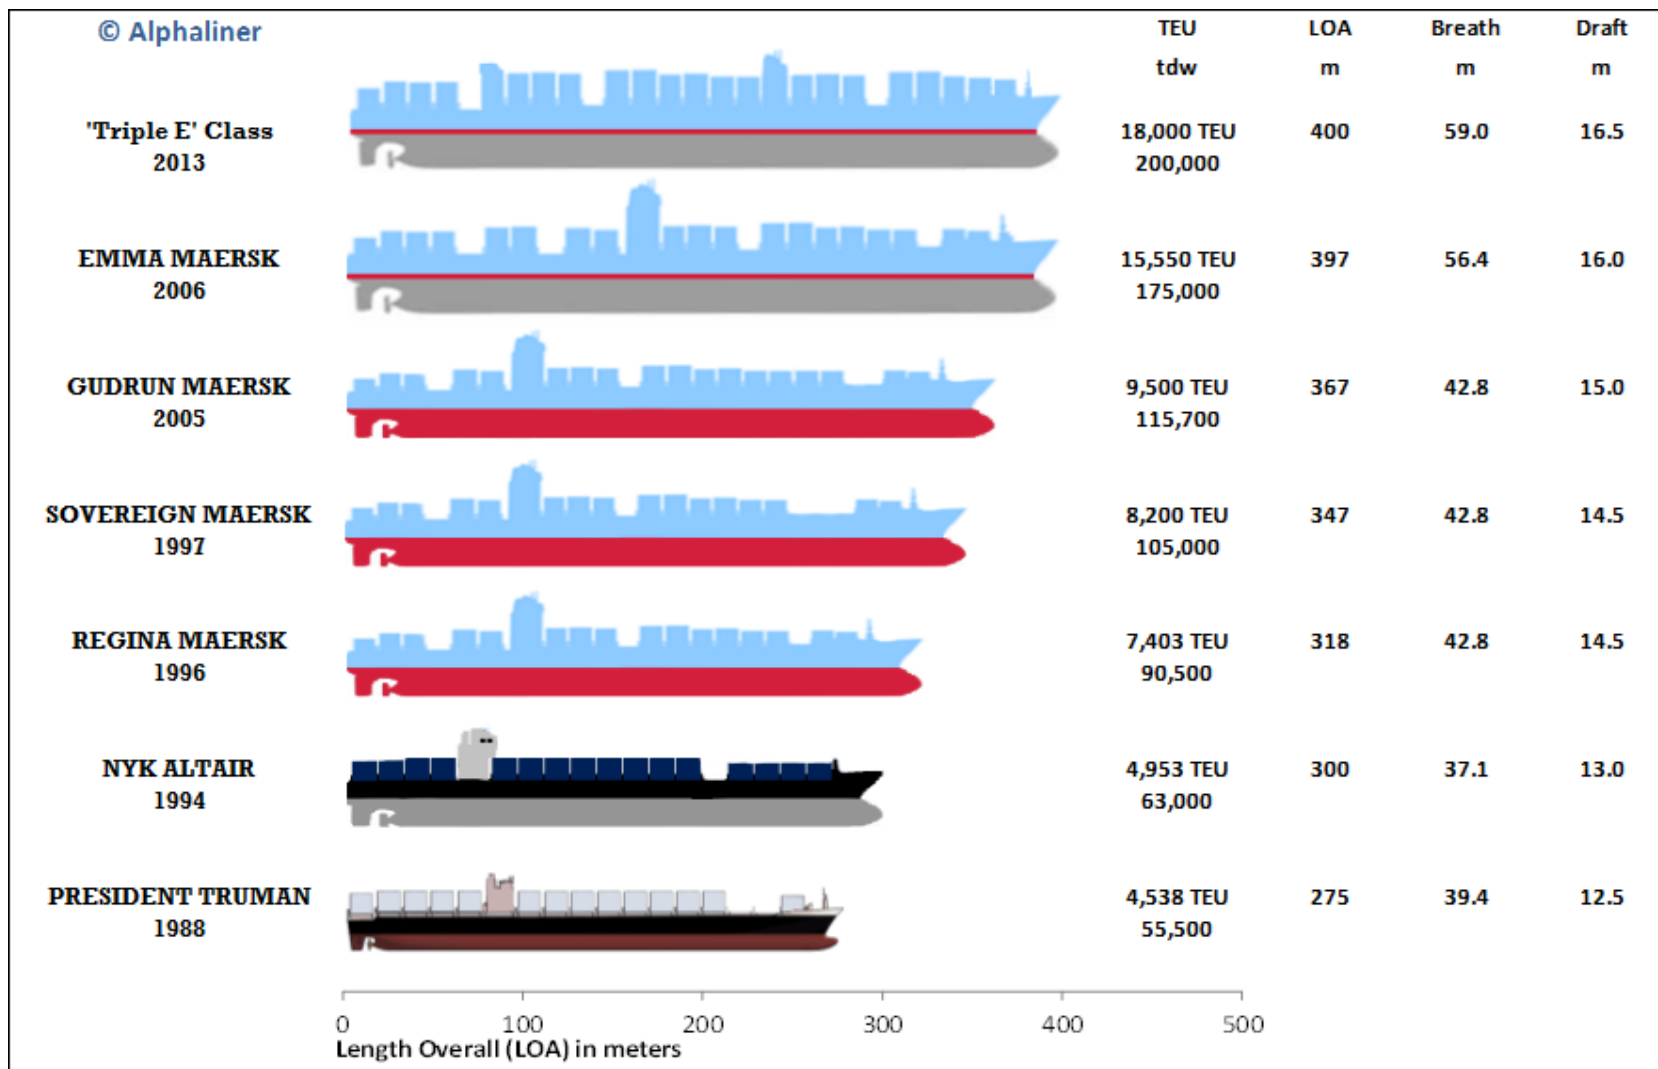 © Alphaliner
TEU LOA Breath Draft
tdw m m m
'Triple E' Class 18,000 TEU 400 59.0 16.5
2013 200,000
EMMA MAERSK 15,550 TEU 397 56.4 16.0
2006 175,000
GUDRUN MAERSK 9,500 TEU 367 42.8 15.0
2005 115,700
SOVEREIGN MAERSK 8,200 TEU 347 42.8 14.5
1997 105,000
REGINA MAERSK 7,403 TEU 318 42.8 14.5
1996 90,500
NYK ALTAIR 4,953 TEU 300 37.1 13.0
1994 63,000
PRESIDENT TRUMAN 4,538 TEU 275 39.4 12.5
1988 55,500
0 100 200 300 400 500
Length Overall (LOA) in meters